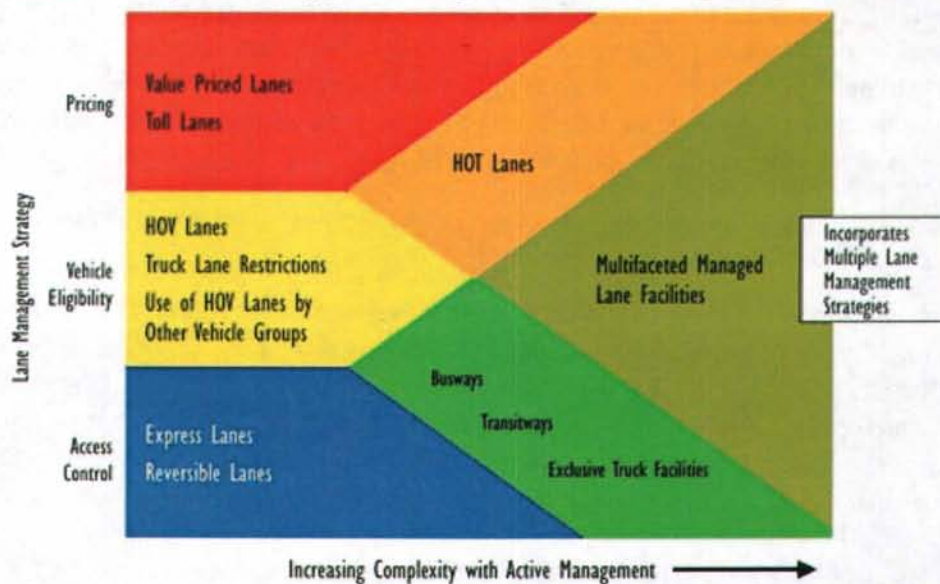 Lane Management Strategy
Pricing
Value Priced Lanes
Toll Lanes
HOT Lanes
Vehicle
Eligibility
HOV Lanes
Truck Lane Restrictions
Use of HOV Lanes by
Other Vehicle Groups
Multifaceted Managed
Lane Facilities
Incorporates
Multiple Lane
Management
Strategies
Access
Control
Express Lanes
Reversible Lanes
Busways
Transitways
Exclusive Truck Facilities
Increasing Complexity with Active Management